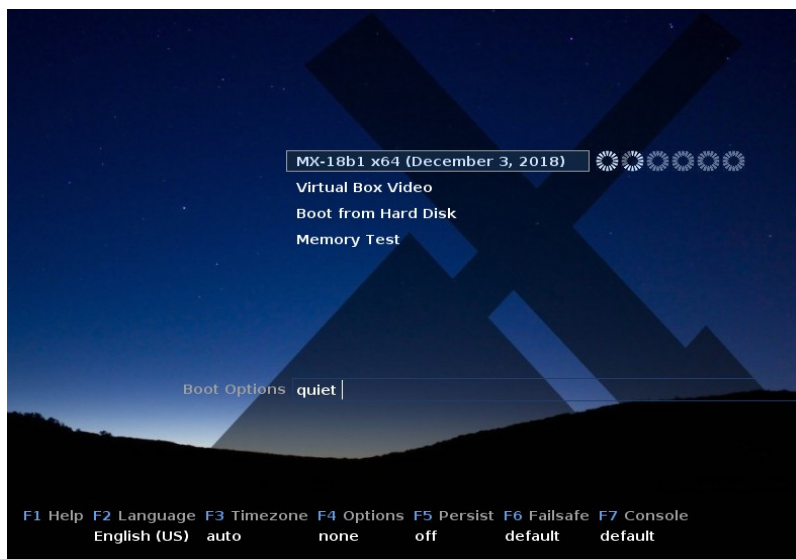 MX-18b1 x64 (December 3, 2018)
Virtual Box Video
Boot from Hard Disk
Memory Test
Boot Options quiet
F1 Help F2 Language F3 Timezone F4 Options F5 Persist F6 Failsafe F7 Console
English (US) auto none off default default